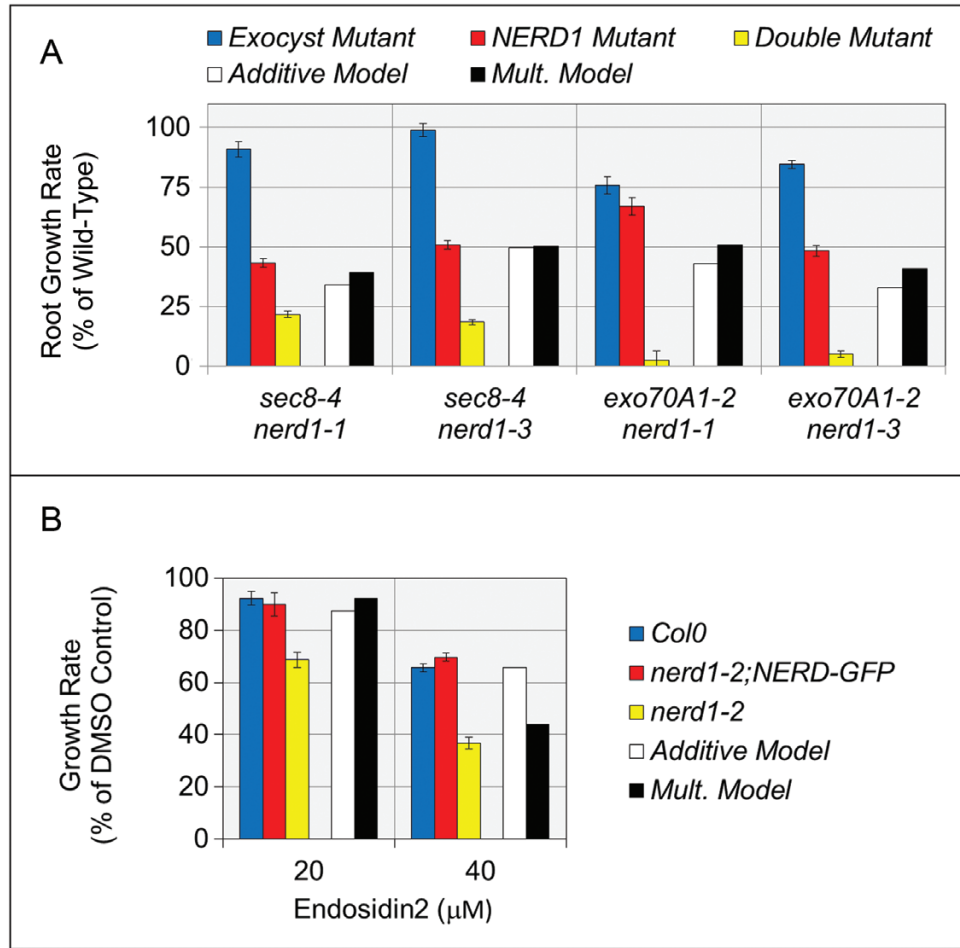 A
Exocyst Mutant NERD1 Mutant Double Mutant
Additive Model Mult. Model
Root Growth Rate
(% of Wild-Type)
100
75
50
25
0
sec8-4 sec8-4 exo70A1-2 exo70A1-2
nerd1-1 nerd1-3 nerd1-1 nerd1-3
B
Growth Rate
(% of DMSO Control)
100
80
60
40
20
0
20 40
Endosidin2 (μM)
Col0
nerd1-2;NERD-GFP
nerd1-2
Additive Model
Mult. Model